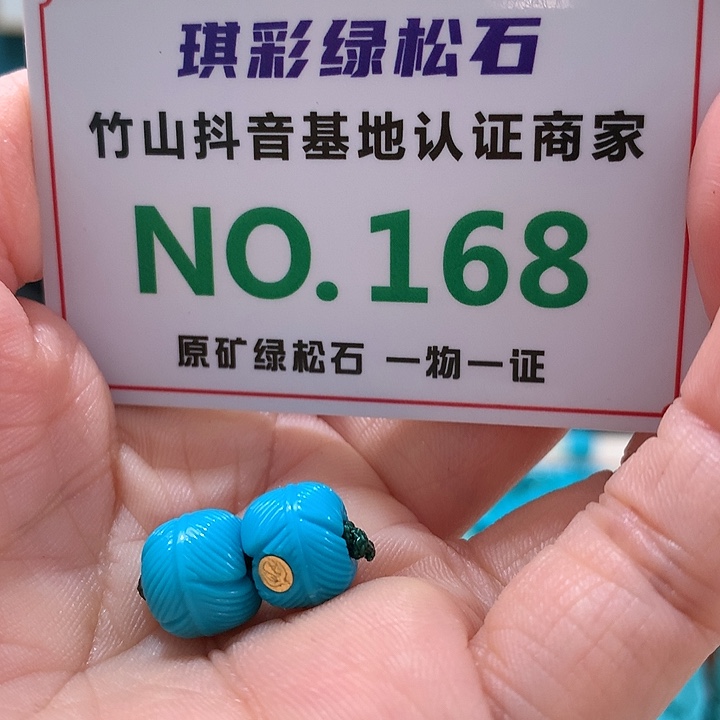 琪彩绿松石
竹山抖音基地认证商家
NO.168
原矿绿松石 一物一证